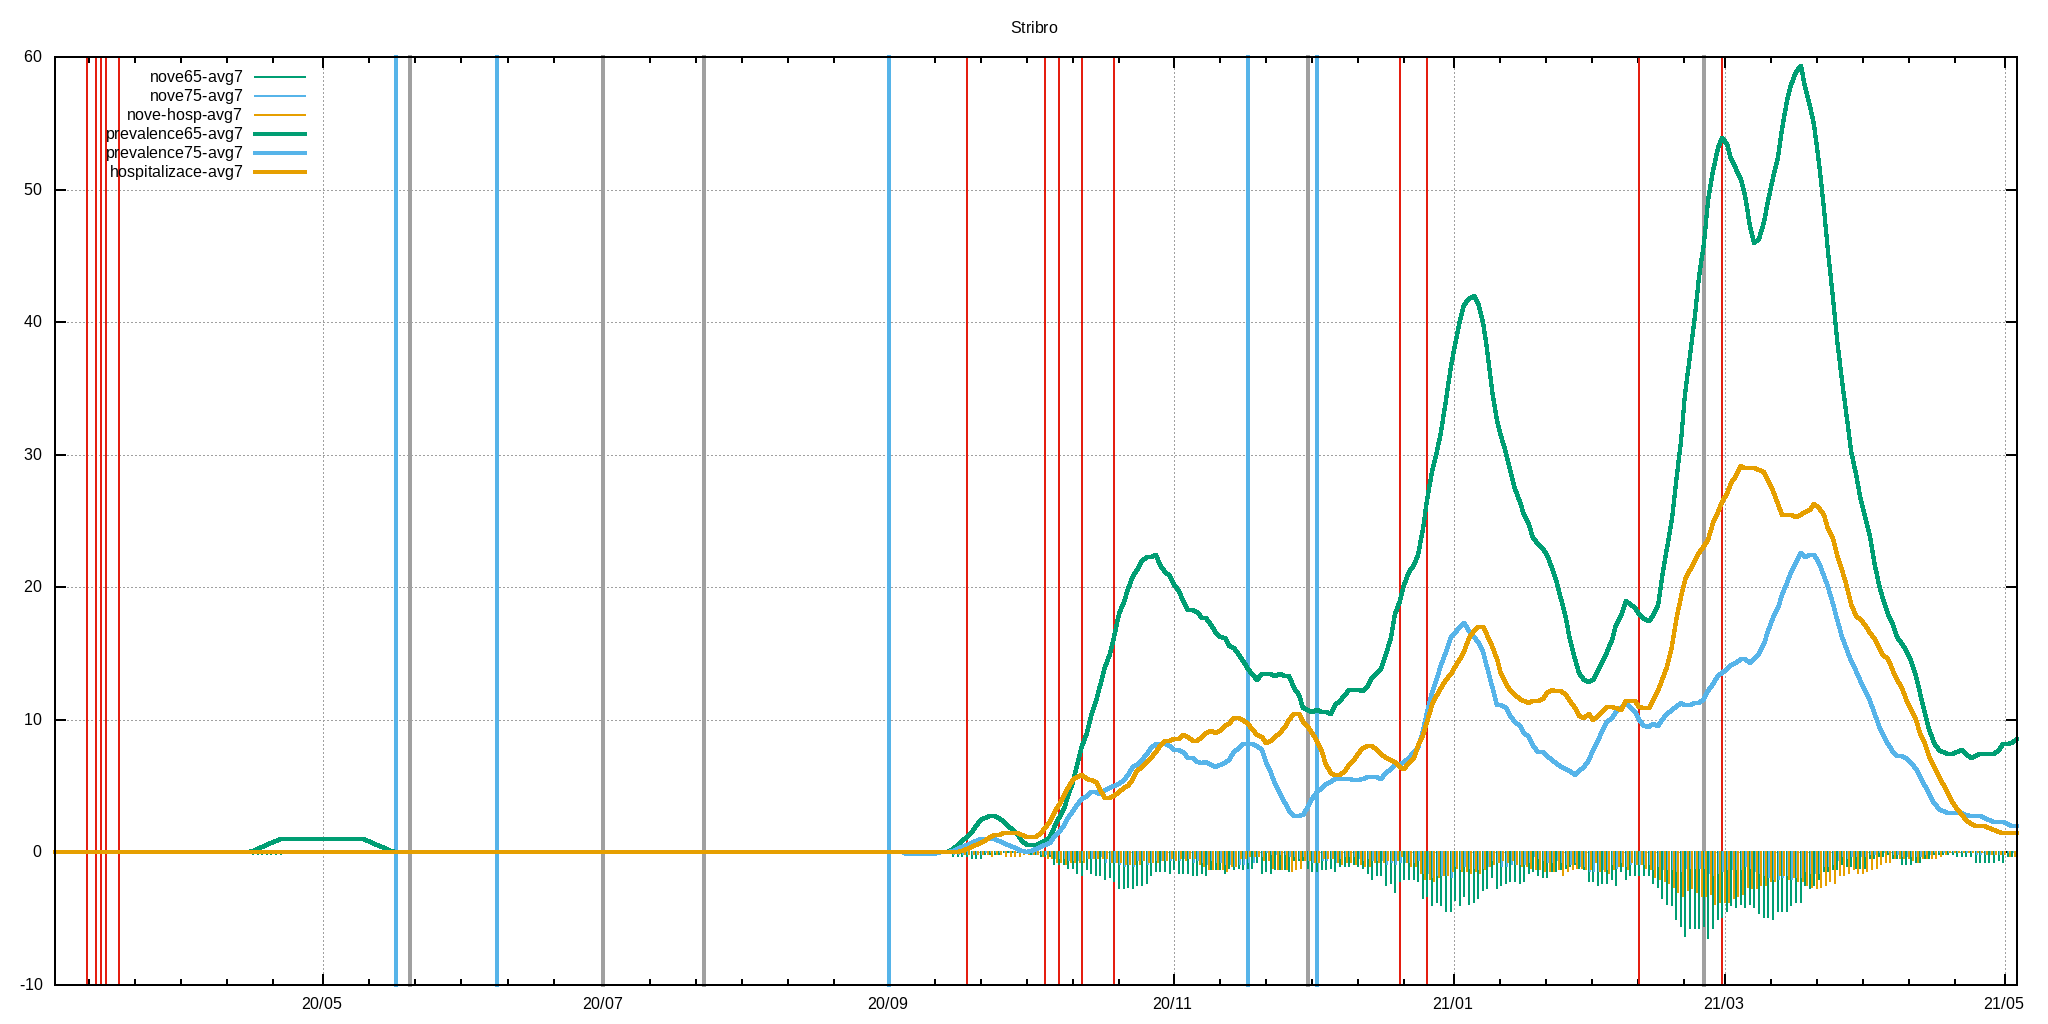 Stribro
60
50
40
30
20
10
0
-10
nove65-avg7
nove75-avg7
nove-hosp-avg7
prevalence65-avg7
prevalence75-avg7
hospitalizace-avg7
20/05 20/07 20/09 20/11 21/01 21/03 21/05